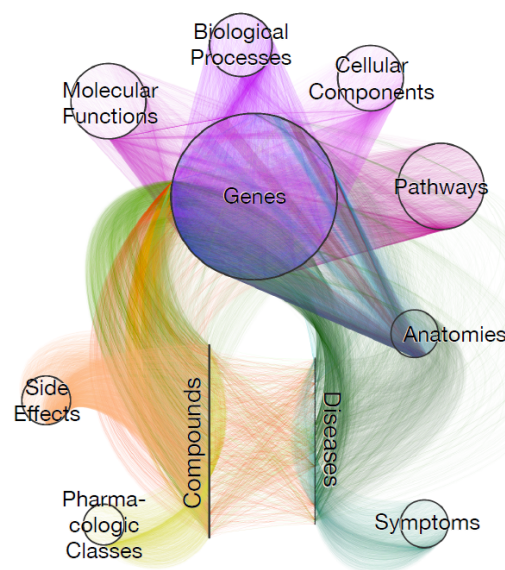 Biological
Processes
Cellular
Components
Molecular
Functions
Genes
Pathways
Anatomies
Side
Effects
Compounds
Diseases
Pharma-
cologic
Classes
Symptoms